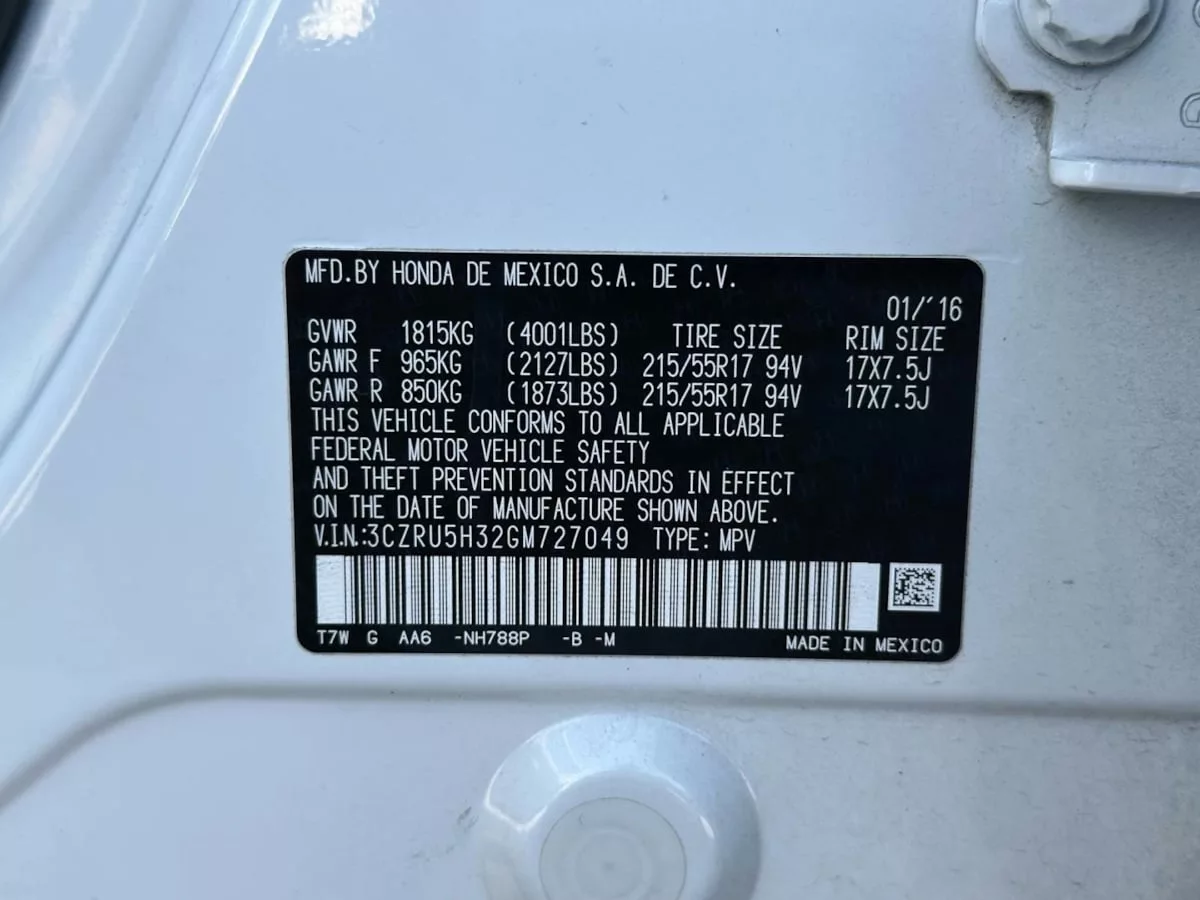 MFD.BY HONDA DE MEXICO S.A. DE C.V.
01/'16
GVWR 1815KG (4001LBS) TIRE SIZE RIM SIZE
GAWR F 965KG (2127LBS) 215/55R17 94V 17X7.5J
GAWR R 850KG (1873LBS) 215/55R17 94V 17X7.5J
THIS VEHICLE CONFORMS TO ALL APPLICABLE
FEDERAL MOTOR VEHICLE SAFETY
AND THEFT PREVENTION STANDARDS IN EFFECT
ON THE DATE OF MANUFACTURE SHOWN ABOVE.
V.I.N.:3CZRU5H32GM727049 TYPE: MPV
T7W G AA6 -NH788P -B -M MADE IN MEXICO